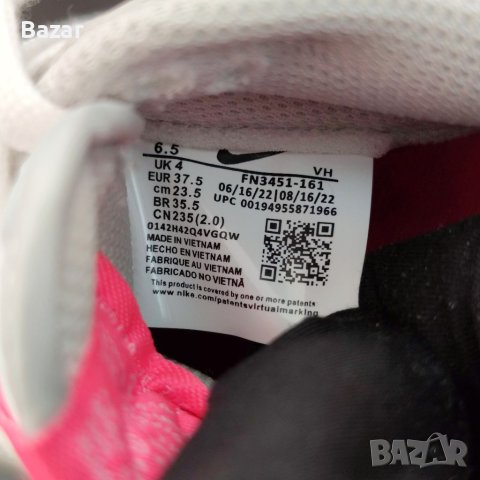 Bazar
6.5 VH
UK 4 FN3451-161
EUR 37.5 06/16/22|08/16/22
cm 23.5 UPC 00194955871966
BR 35.5
CN 235(2.0)
0142H42Q4VGQW
MADE IN VIETNAM
HECHO EN VIETNAM
FABRIQUE AU VIETNAM
FABRICADO NO VIETNÃ
This product is covered by one or more patents
www.nike.com/patentsvirtualmarking
BAZAR